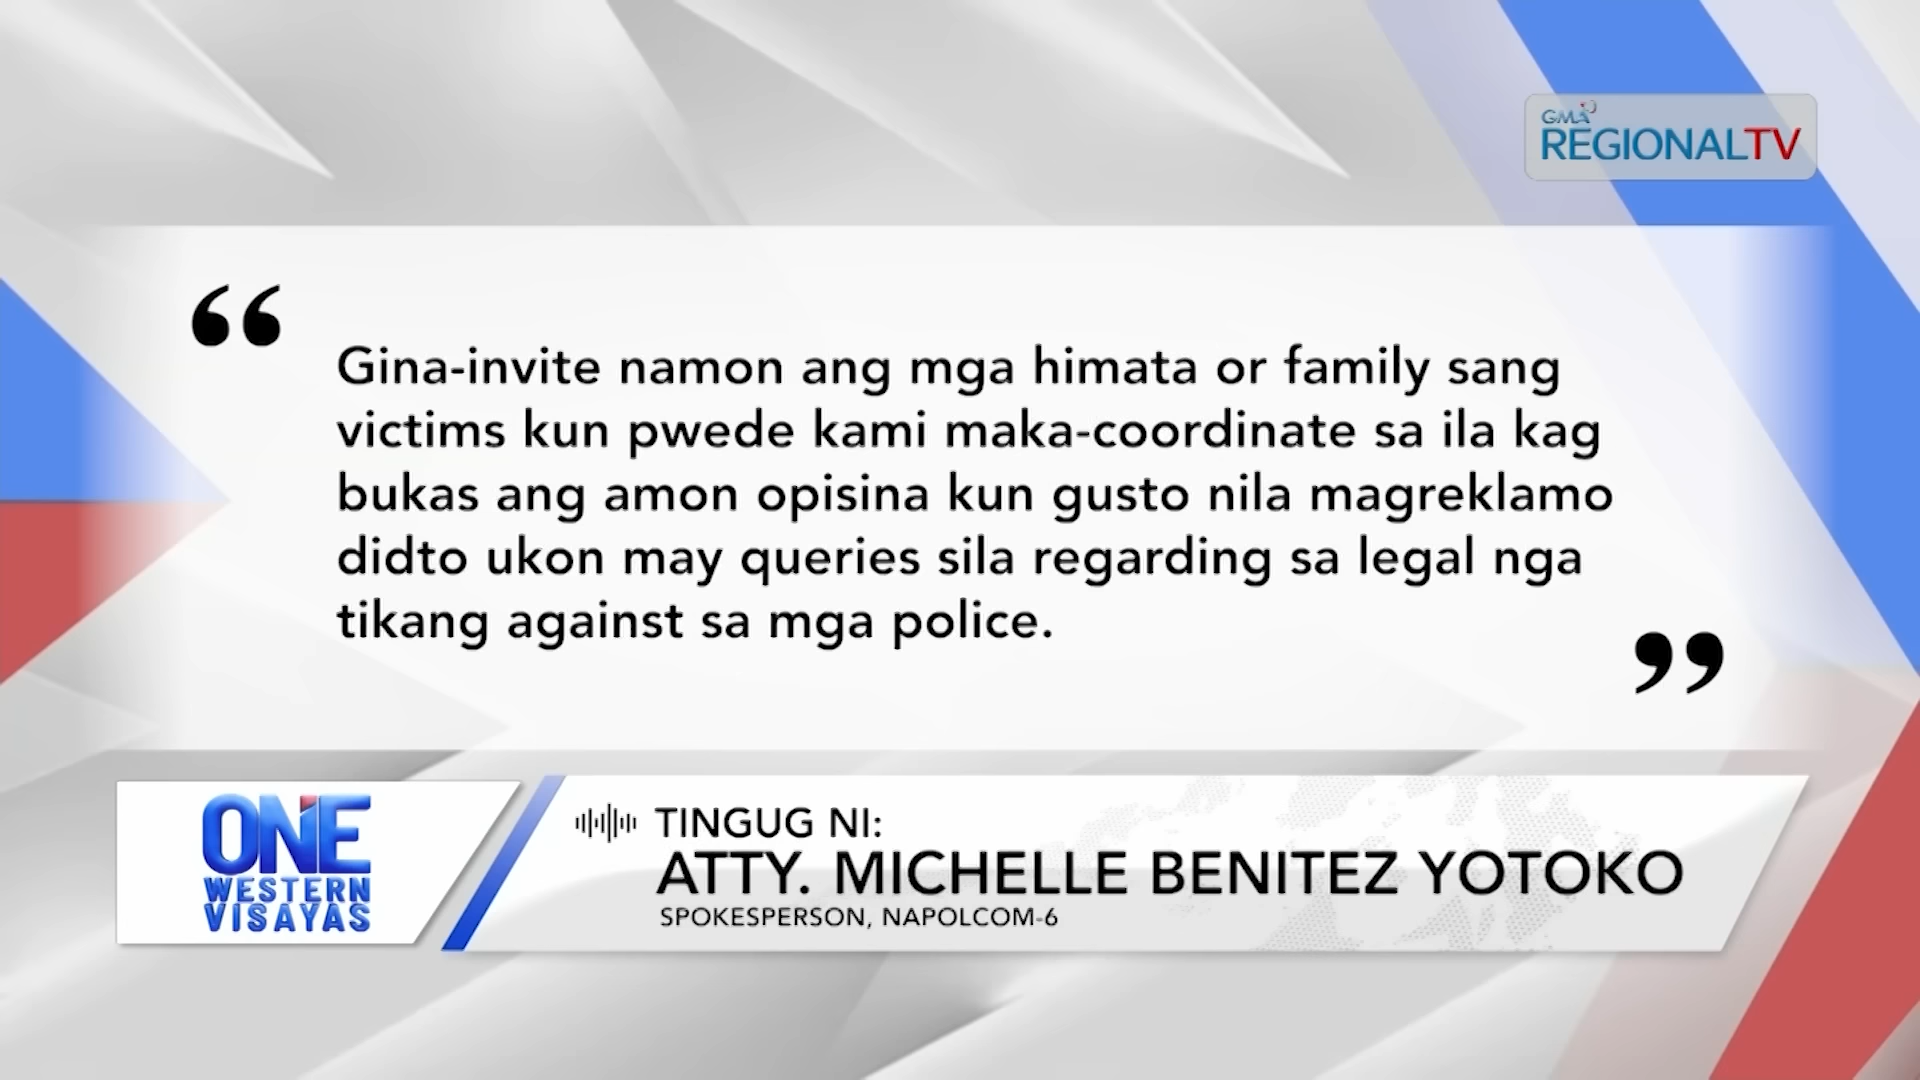 GMA
REGIONALTV
“
Gina-invite namon ang mga himata or family sang
victims kun pwede kami maka-coordinate sa ila kag
bukas ang amon opisina kun gusto nila magreklamo
didto ukon may queries sila regarding sa legal nga
tikang against sa mga police.
”
ONE
WESTERN
VISAYAS
TINGUG NI:
ATTY. MICHELLE BENITEZ YOTOKO
SPOKESPERSON, NAPOLCOM-6